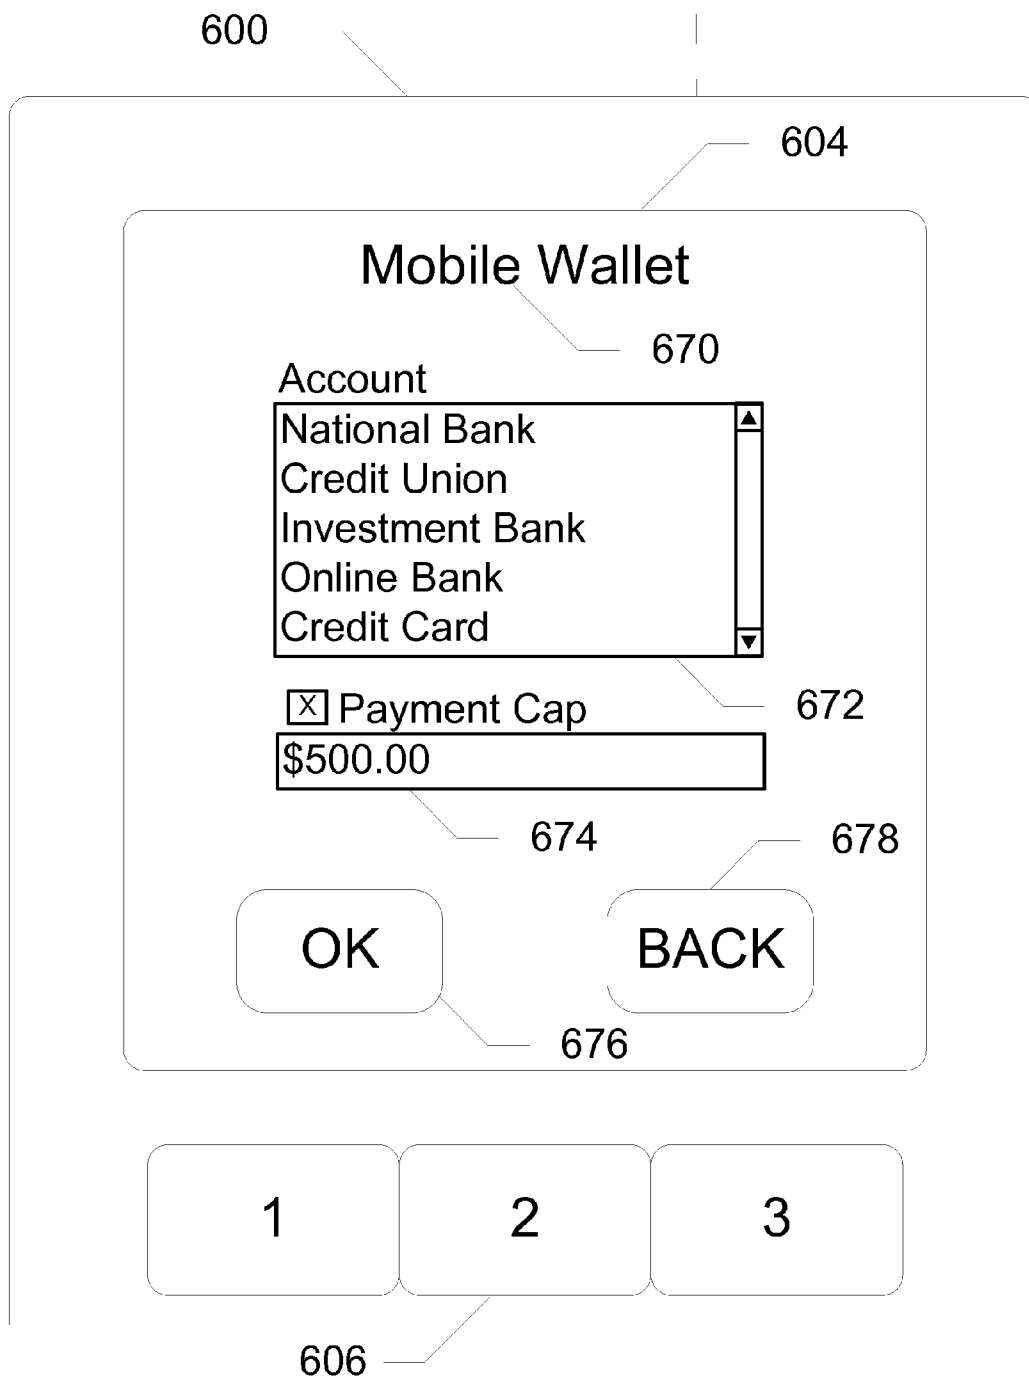 600
604
Mobile Wallet
670
Account
National Bank
Credit Union
Investment Bank
Online Bank
Credit Card
672
X Payment Cap
$500.00
674
678
OK
BACK
676
1 2 3
606